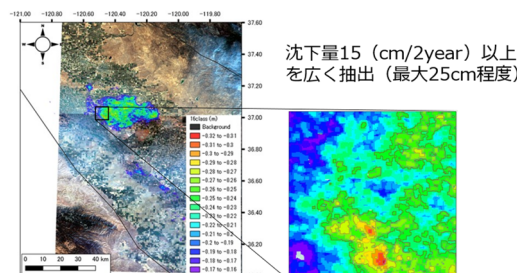 -121.00 -120.80 -120.60 -120.40 -120.20 -120.00 -119.80 -119.60
37.60
37.40
37.20
37.00
36.80
36.60
36.40
36.20
沈下量15（cm/2year）以上
を広く抽出（最大25cm程度）
16class (m)
Background
-0.32 to -0.31
-0.31 to -0.3
-0.3 to -0.29
-0.29 to -0.28
-0.28 to -0.27
-0.27 to -0.26
-0.26 to -0.25
-0.25 to -0.24
-0.24 to -0.23
-0.23 to -0.22
-0.22 to -0.21
-0.21 to -0.2
-0.2 to -0.19
-0.19 to -0.18
-0.18 to -0.17
-0.17 to -0.16
0 10 20 30 40 km